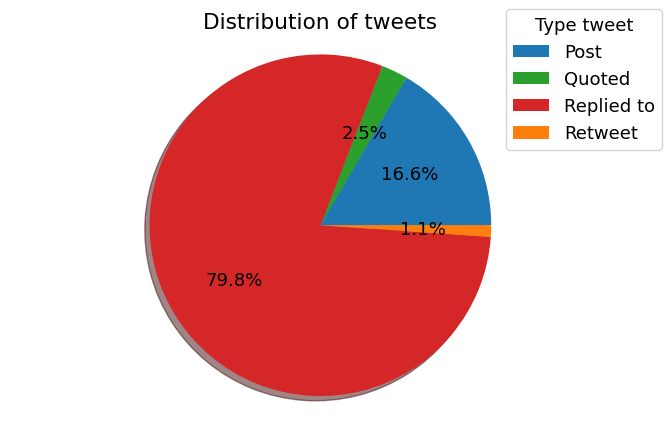 Distribution of tweets
Type tweet
Post
Quoted
Replied to
Retweet
2.5%
16.6%
1.1%
79.8%